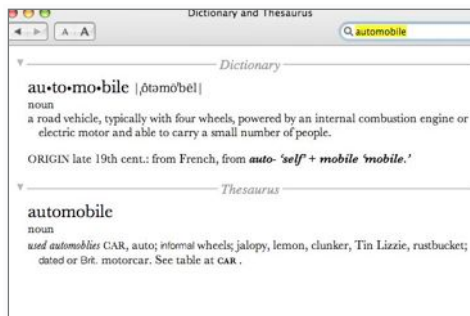 Dictionary and Thesaurus
A A
automobile
Dictionary
au•to•mo•bile |ˌôtəmōˈbēl|
noun
a road vehicle, typically with four wheels, powered by an internal combustion engine or
electric motor and able to carry a small number of people.
ORIGIN late 19th cent.: from French, from auto- ‘self’ + mobile ‘mobile.’
Thesaurus
automobile
noun
used automoblies CAR, auto; informal wheels; jalopy, lemon, clunker, Tin Lizzie, rustbucket;
dated or Brit. motorcar. See table at CAR .